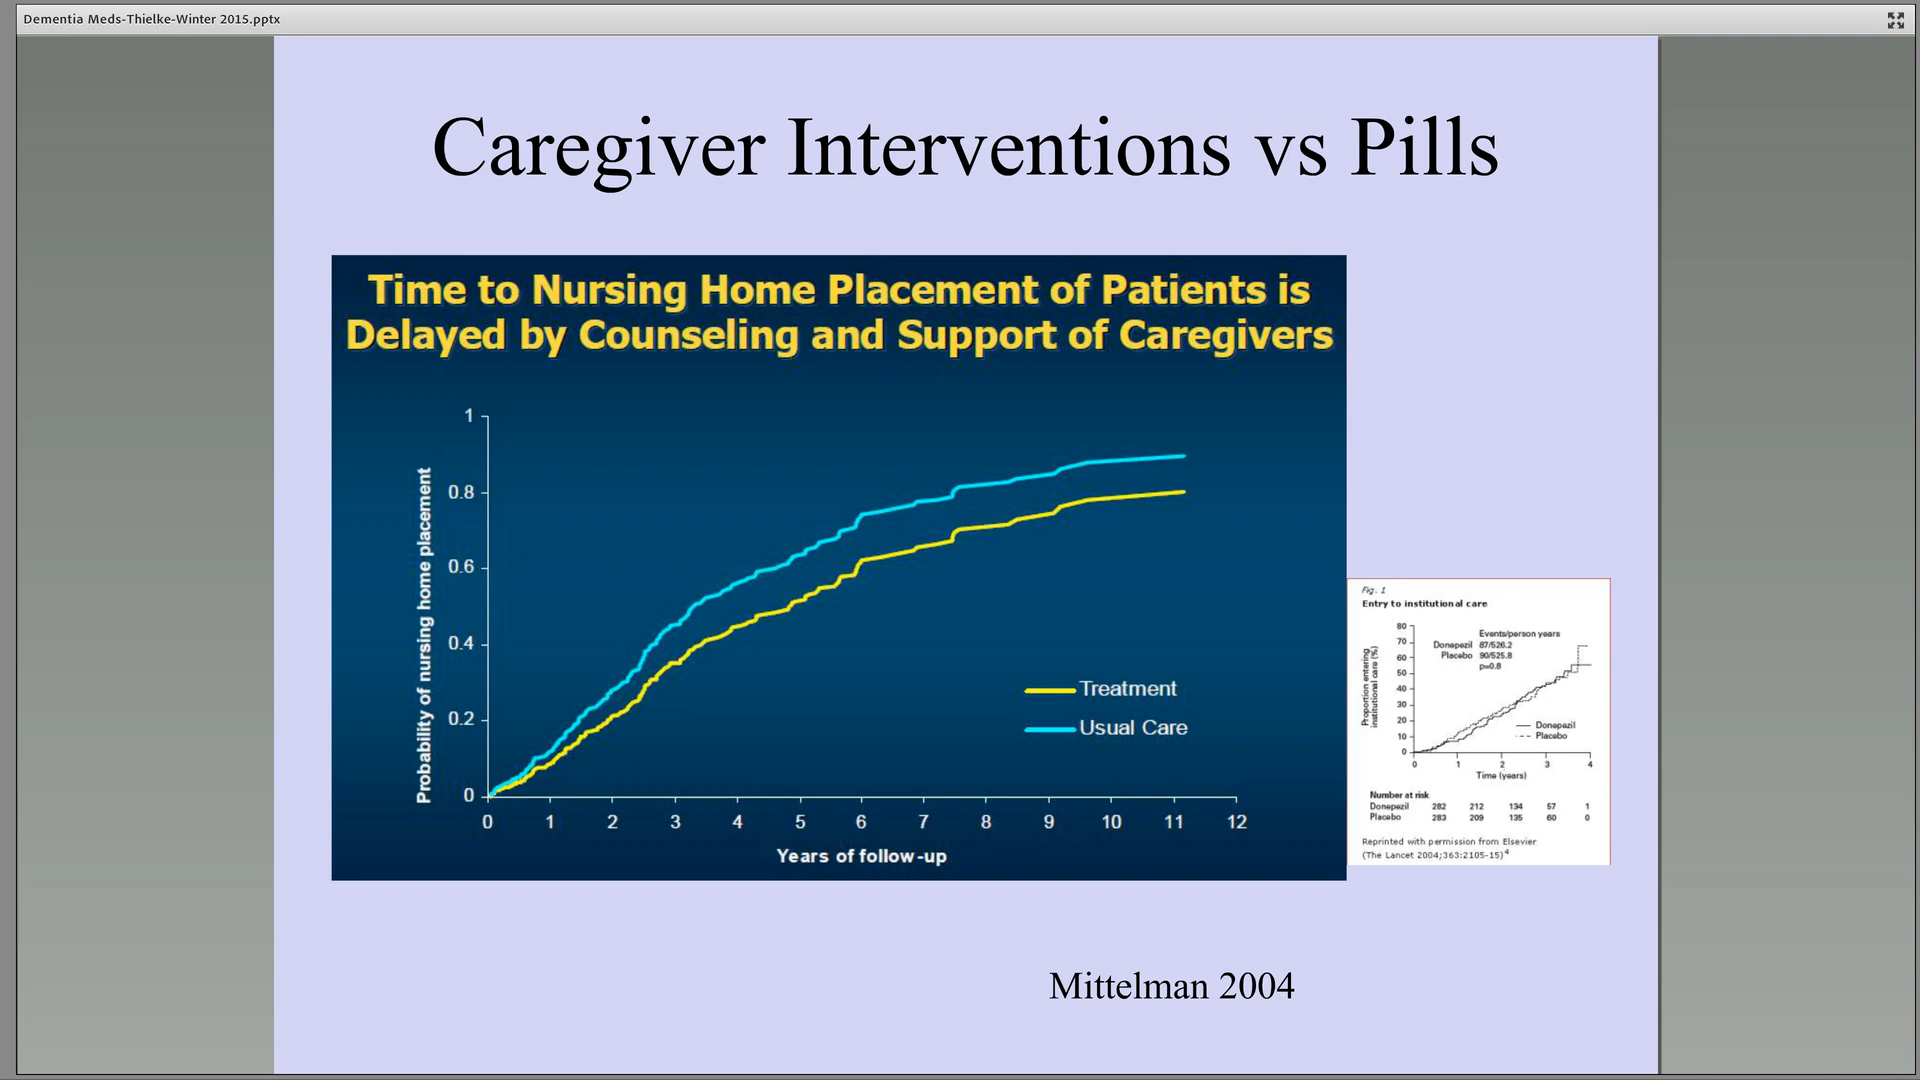 Dementia Meds-Thielke-Winter 2015.pptx
Caregiver Interventions vs Pills
Time to Nursing Home Placement of Patients is
Delayed by Counseling and Support of Caregivers
Probability of nursing home placement
1
0.8
0.6
0.4
0.2
0
0 1 2 3 4 5 6 7 8 9 10 11 12
Years of follow-up
Treatment
Usual Care
Fig. 1
Entry to institutional care
Proportion entering
institutional care (%)
80
70
60
50
40
30
20
10
0
Events/person years
Donepezil 87/526.2
Placebo 90/525.8
p=0.8
Donepezil
Placebo
0 1 2 3 4
Time (years)
Number at risk
Donepezil 282 212 134 57 1
Placebo 283 209 135 60 0
Reprinted with permission from Elsevier
(The Lancet 2004;363:2105-15)4
Mittelman 2004